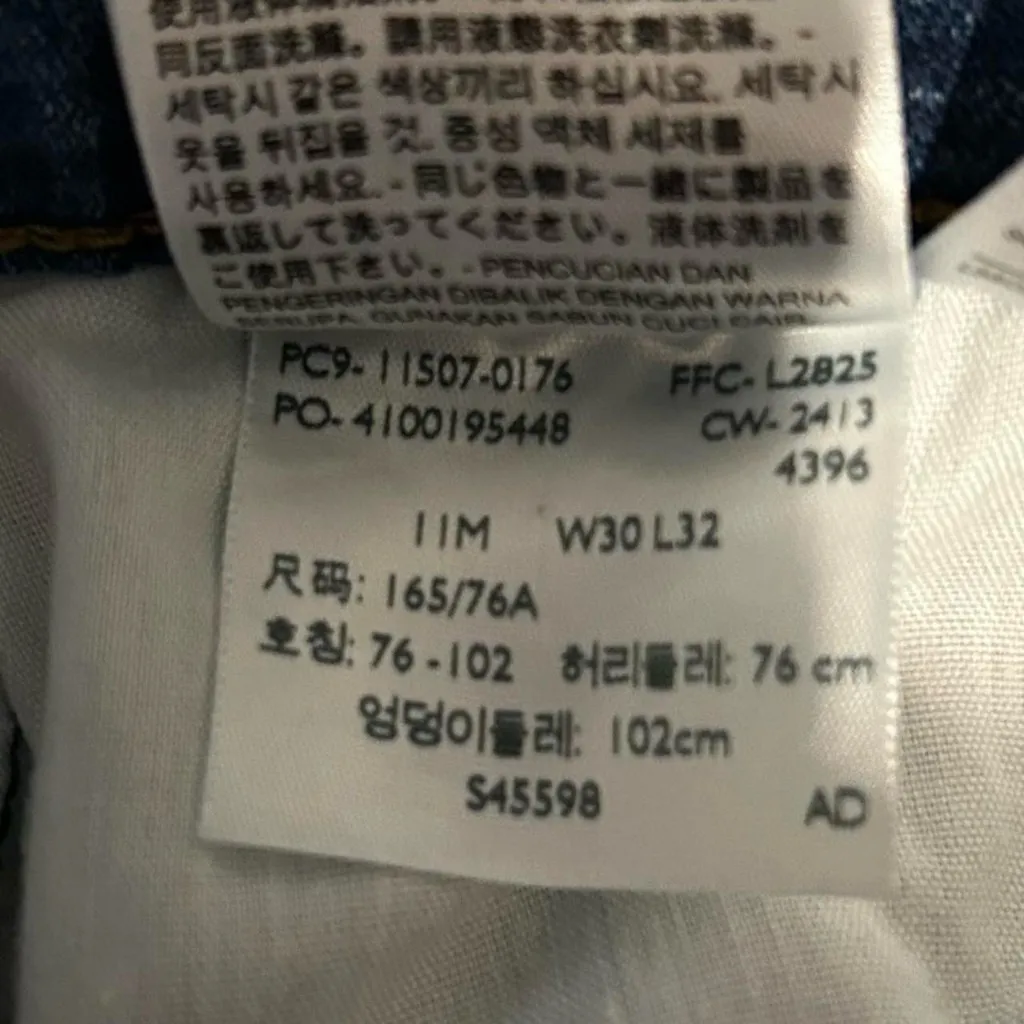 同反面洗滌。請用液態洗衣劑洗滌。-
세탁시 같은 색상끼리 하십시요. 세탁시
옷을 뒤집을 것. 중성 액체 세제를
사용하세요. - 同じ色物と一緒に製品を
裏返して洗ってください。液体洗剤を
ご使用下さい。-PENCUCIAN DAN
PENGERINGAN DIBALIK DENGAN WARNA
SERUPA. GUNAKAN SABUN CUCI CAIR.
PC9- 11507-0176 FFC- L2825
PO- 4100195448 CW- 2413
4396
11M W30 L32
尺码: 165/76A
호칭: 76 -102 허리둘레: 76 cm
엉덩이둘레: 102cm
S45598 AD